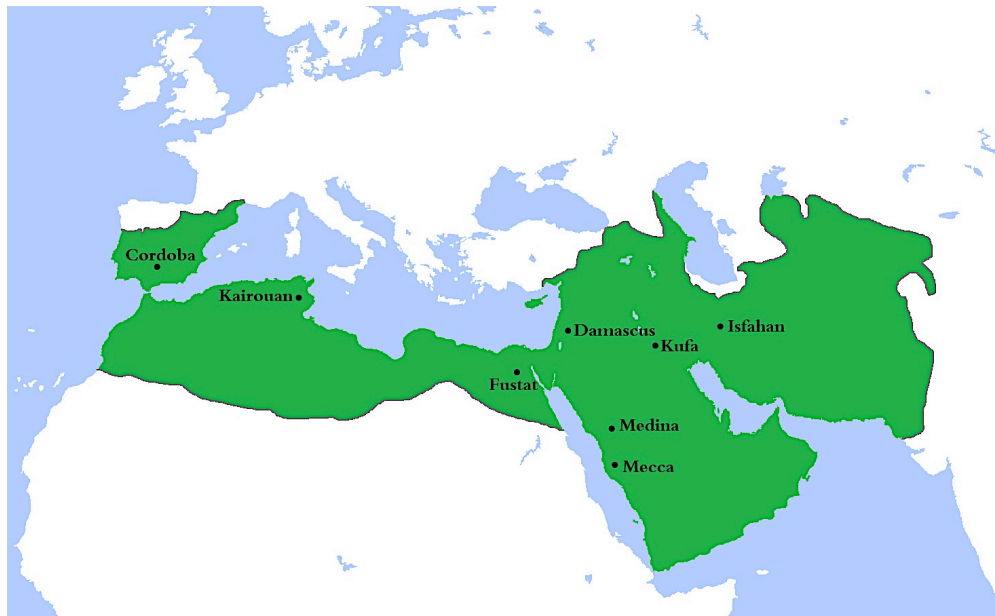 Cordoba
Kairouan
Damascus
Isfahan
Kufa
Fustat
Medina
Mecca